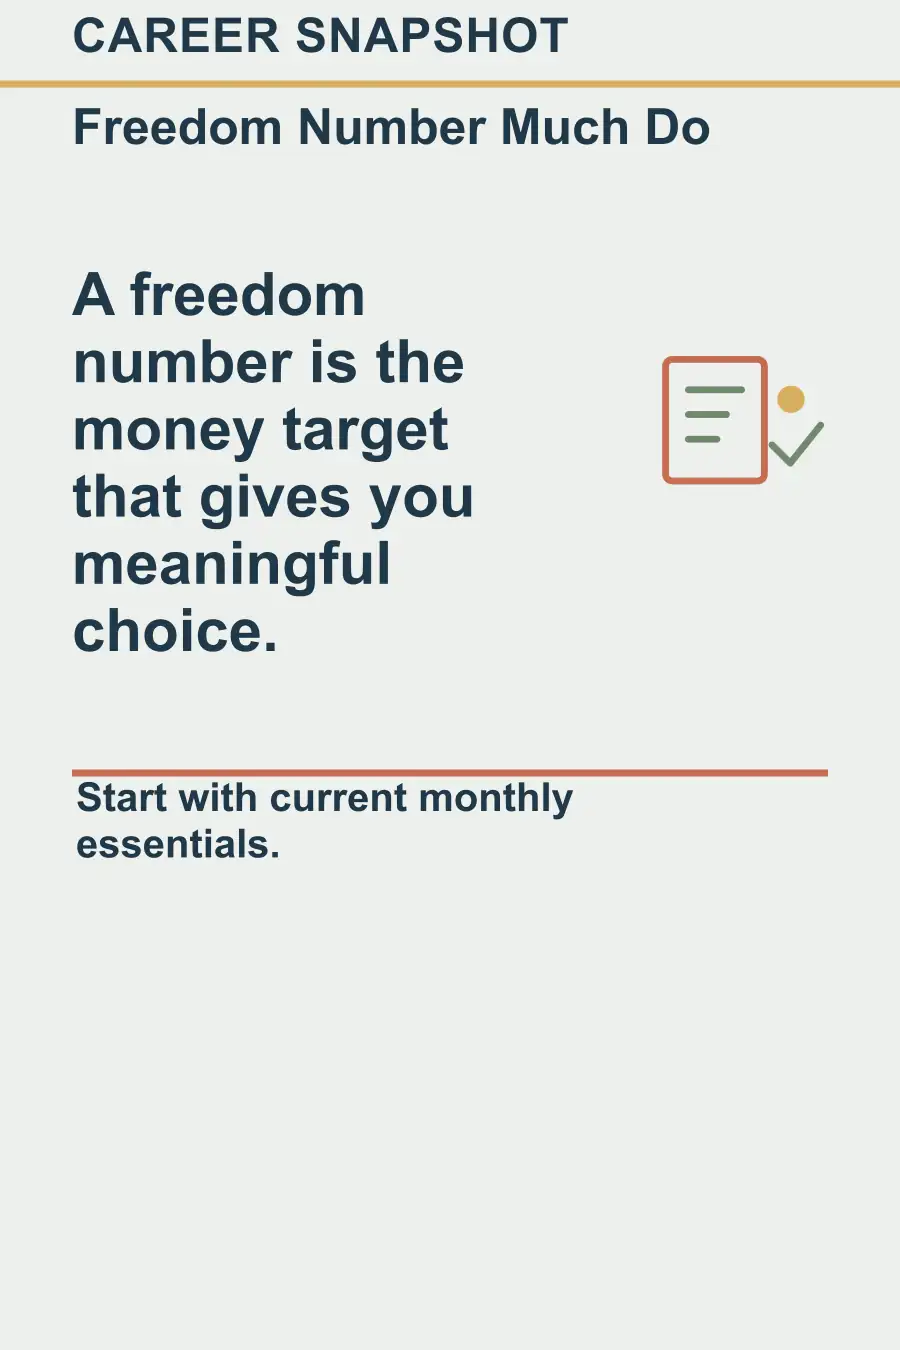 CAREER SNAPSHOT
Freedom Number Much Do
A freedom
number is the
money target
that gives you
meaningful
choice.
Start with current monthly
essentials.